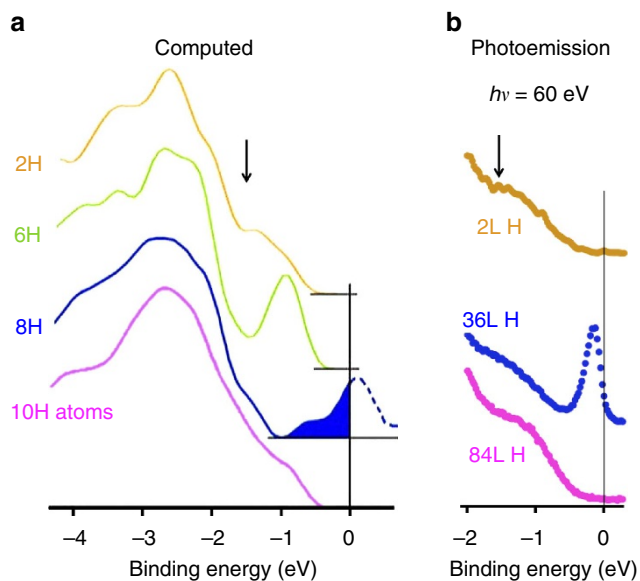 a
Computed
2H
6H
8H
10H atoms
–4 –3 –2 –1 0
Binding energy (eV)
b
Photoemission
hν = 60 eV
2L H
36L H
84L H
–2 –1 0
Binding energy (eV)